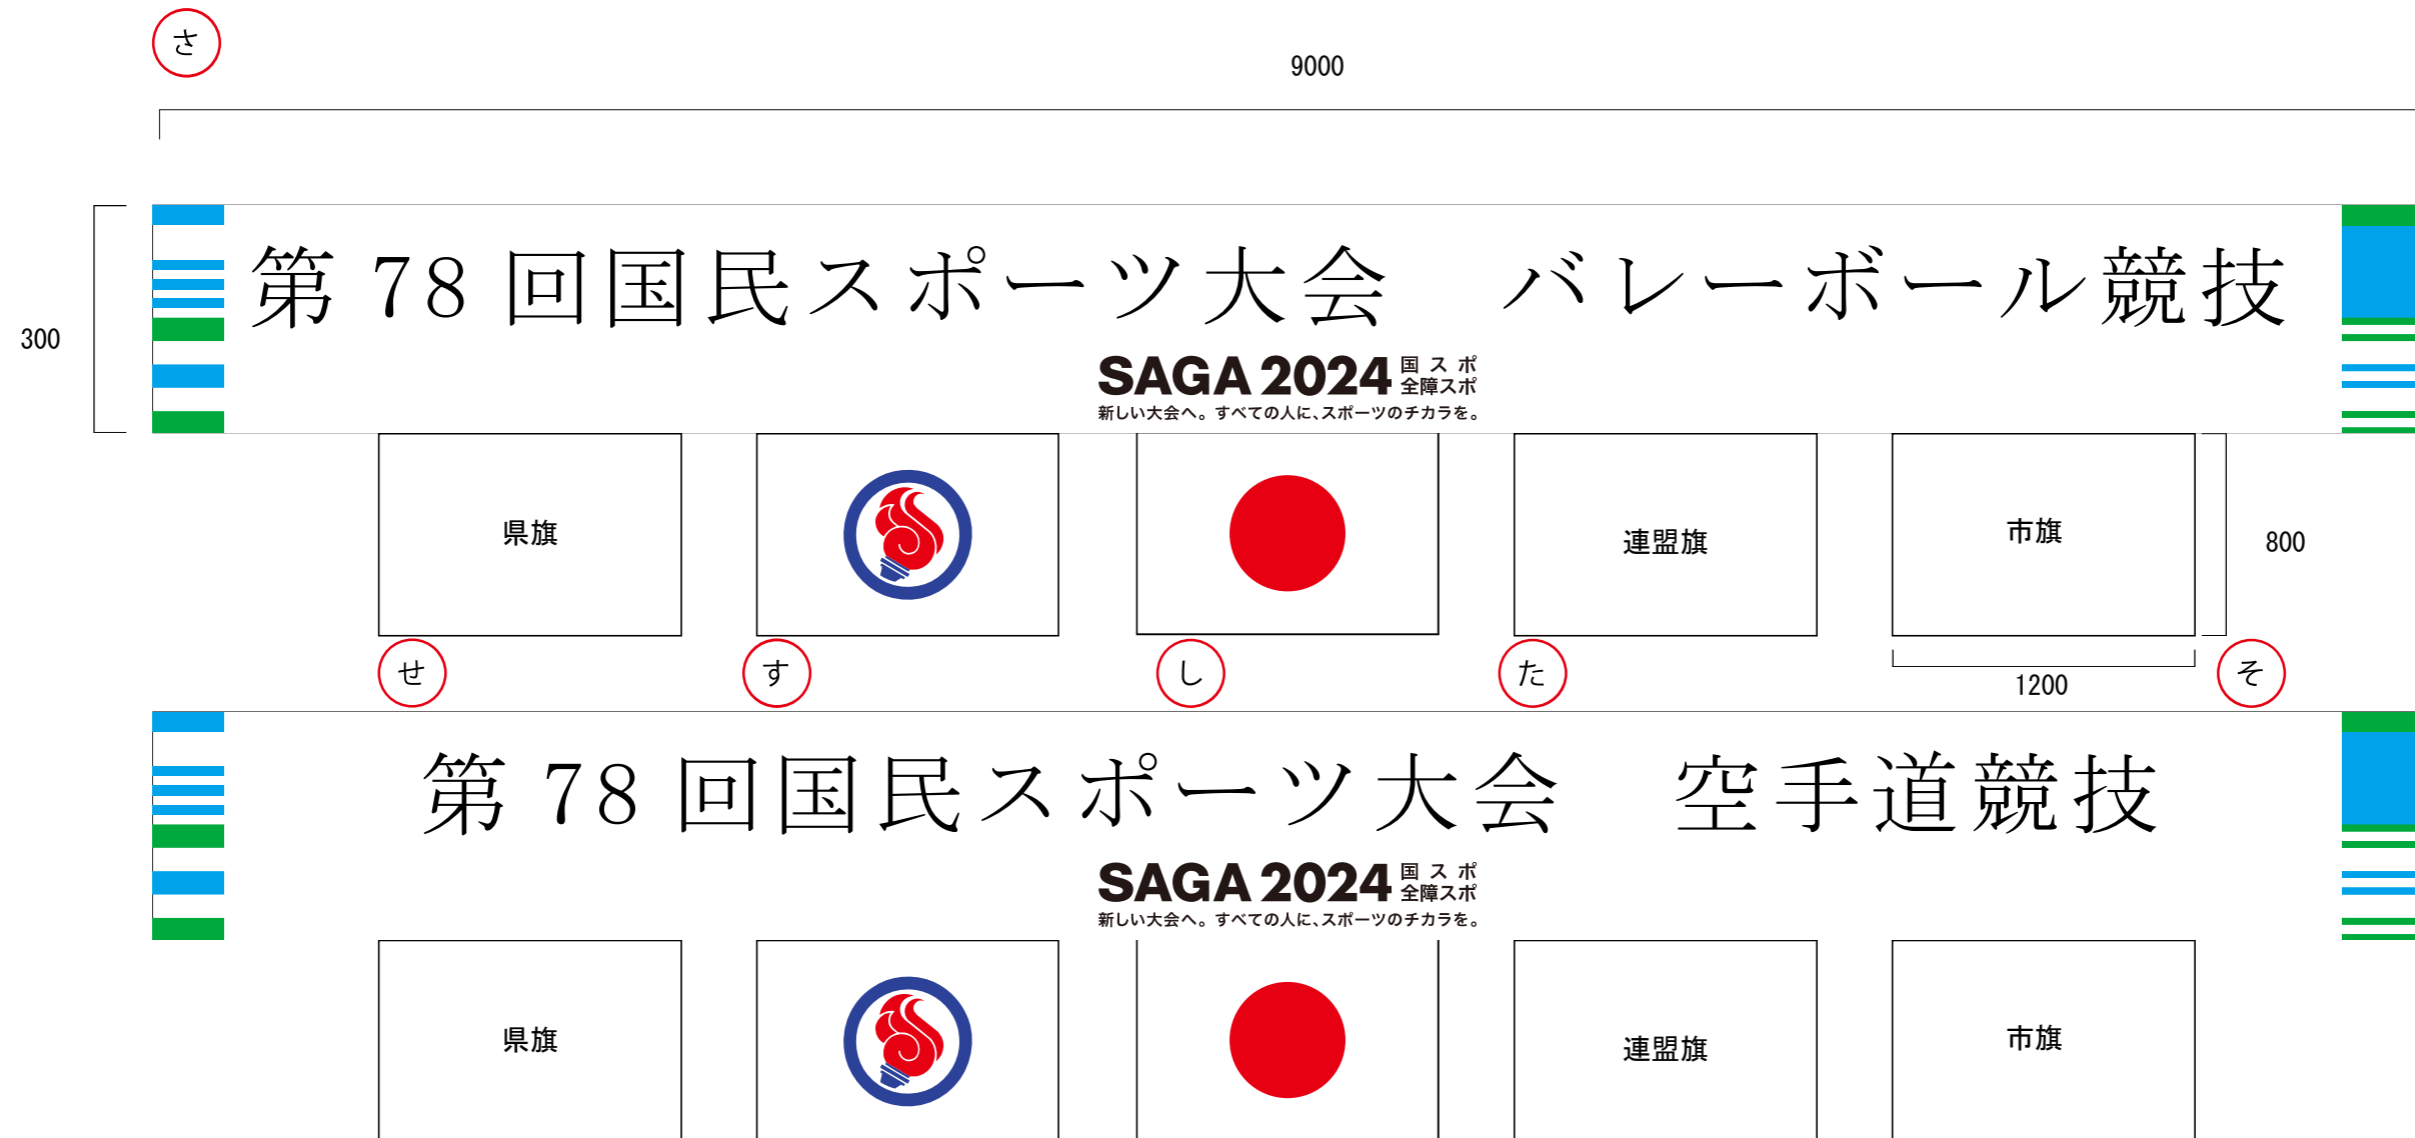 さ
9000
300
第 78 回国民スポーツ大会　バレーボール競技
SAGA 2024 国スポ
全障スポ
新しい大会へ。すべての人に、スポーツのチカラを。
県旗
連盟旗
市旗
800
せ
す
し
た
1200
そ
第 78 回国民スポーツ大会　空手道競技
SAGA 2024 国スポ
全障スポ
新しい大会へ。すべての人に、スポーツのチカラを。
県旗
連盟旗
市旗